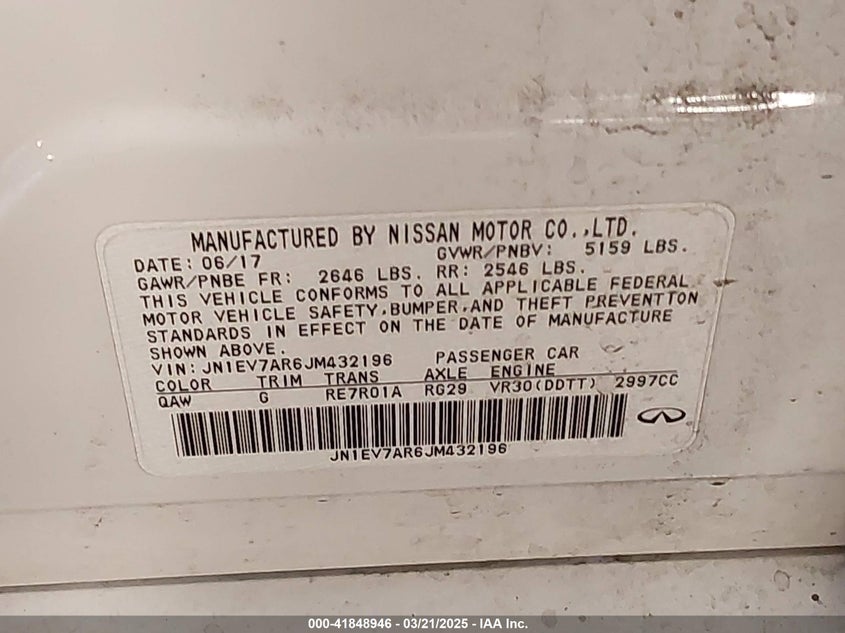 MANUFACTURED BY NISSAN MOTOR CO.,LTD.
DATE: 06/17 GVWR/PNBV: 5159 LBS.
GAWR/PNBE FR: 2646 LBS. RR: 2546 LBS.
THIS VEHICLE CONFORMS TO ALL APPLICABLE FEDERAL
MOTOR VEHICLE SAFETY,BUMPER,AND THEFT PREVENTION
STANDARDS IN EFFECT ON THE DATE OF MANUFACTURE
SHOWN ABOVE.
VIN: JN1EV7AR6JM432196 PASSENGER CAR
COLOR TRIM TRANS AXLE ENGINE
QAW G RE7R01A RG29 VR30(DDTT) 2997CC
JN1EV7AR6JM432196
000-41848946 - 03/21/2025 - IAA Inc.